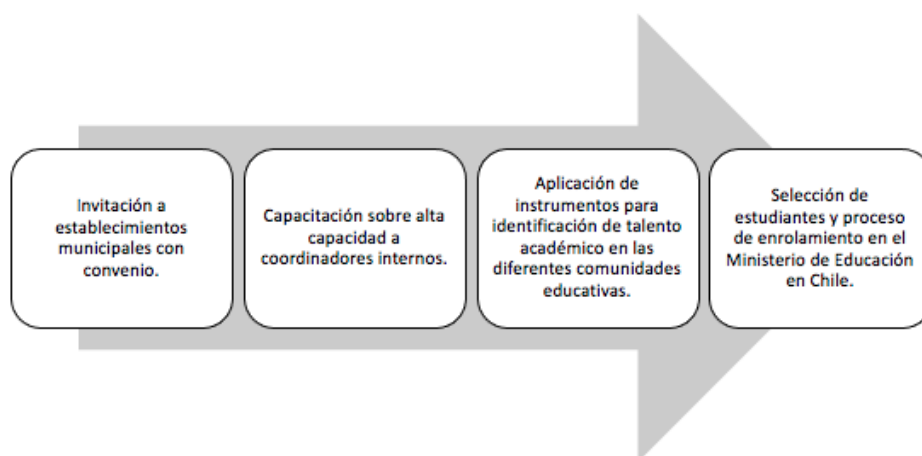 Invitación a
establecimientos
municipales con
convenio.
Capacitación sobre alta
capacidad a
coordinadores internos.
Aplicación de
instrumentos para
identificación de talento
académico en las
diferentes comunidades
educativas.
Selección de
estudiantes y proceso
de enrolamiento en el
Ministerio de Educación
en Chile.